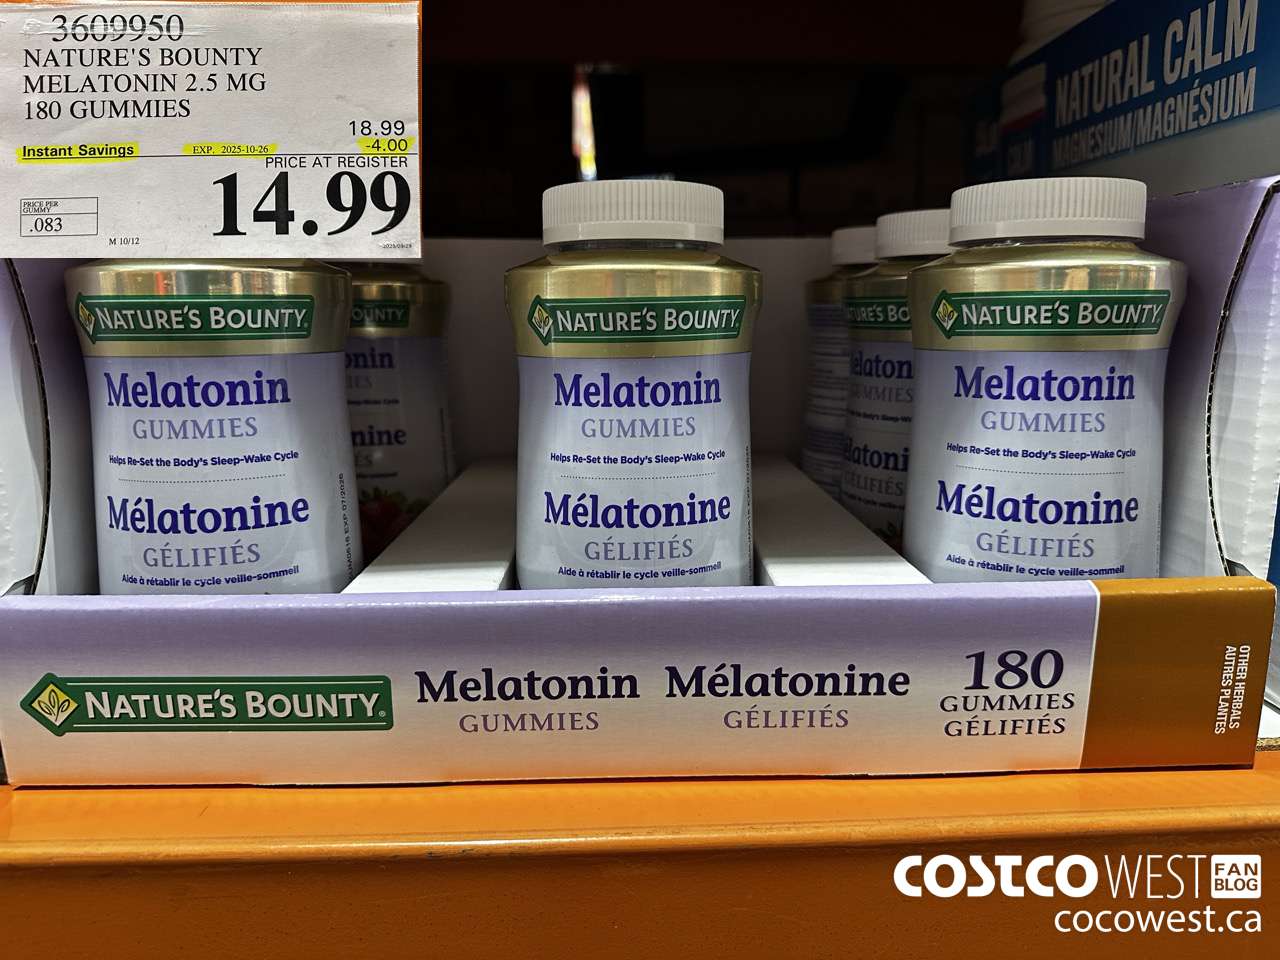 3609950
NATURE'S BOUNTY
MELATONIN 2.5 MG
180 GUMMIES
18.99
Instant Savings EXP. 2025-10-26 -4.00
PRICE AT REGISTER
14.99
PRICE PER
GUMMY
.083
M 10/12
NATURAL CALM
MAGNESIUM/MAGNÉSIUM
CALM
NATURE'S BOUNTY
Melatonin
GUMMIES
Helps Re-Set the Body's Sleep-Wake Cycle
Mélatonine
GÉLIFIÉS
Aide à rétablir le cycle veille-sommeil
NATURE'S BOUNTY
Melatonin
GUMMIES
Helps Re-Set the Body's Sleep-Wake Cycle
Mélatonine
GÉLIFIÉS
Aide à rétablir le cycle veille-sommeil
NATURE'S BOUNTY
Melatonin
GUMMIES
Helps Re-Set the Body's Sleep-Wake Cycle
Mélatonine
GÉLIFIÉS
Aide à rétablir le cycle veille-sommeil
NATURE'S BOUNTY
Melatonin Mélatonine
GUMMIES GÉLIFIÉS
180
GUMMIES
GÉLIFIÉS
OTHER HERBALS
AUTRES PLANTES
COSTCO WEST FAN BLOG
cocowest.ca